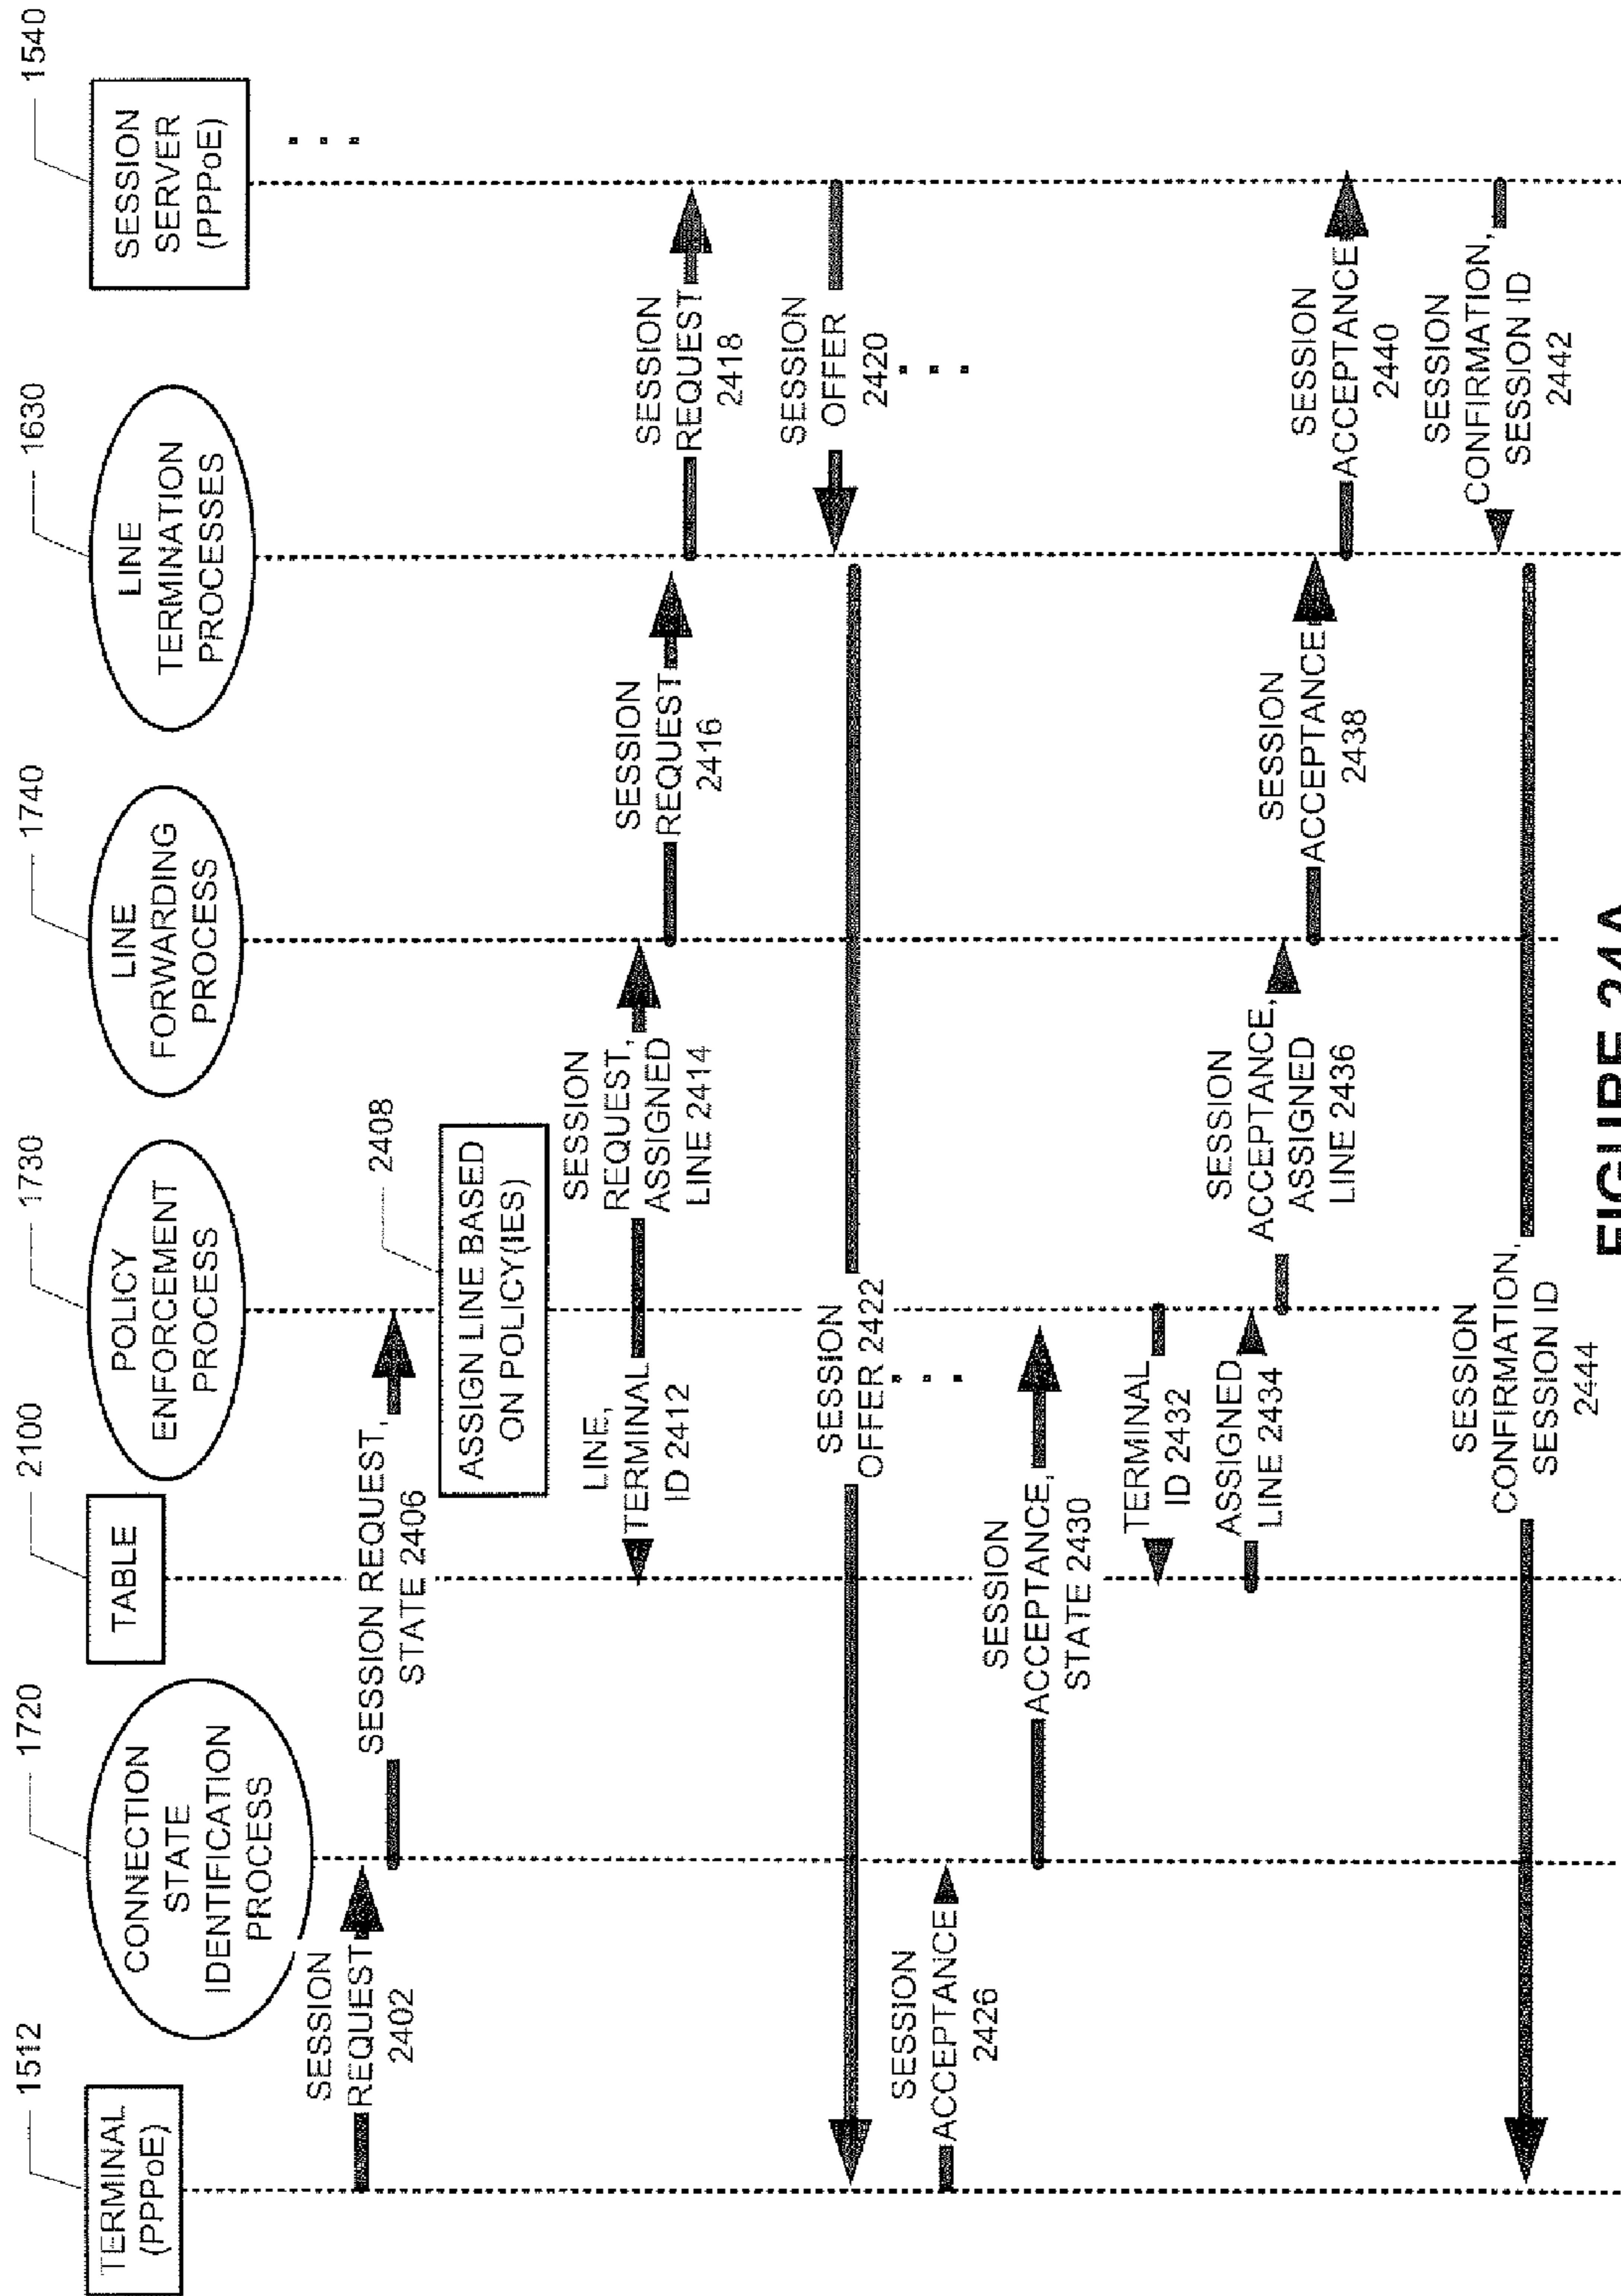 1512
1720
2100
1730
1740
1630
1540
TERMINAL
(PPPoE)
CONNECTION
STATE
IDENTIFICATION
PROCESS
TABLE
POLICY
ENFORCEMENT
PROCESS
LINE
FORWARDING
PROCESS
LINE
TERMINATION
PROCESSES
SESSION
SERVER
(PPPoE)
. . .
SESSION
REQUEST
2402
SESSION REQUEST,
STATE 2406
2408
ASSIGN LINE BASED
ON POLICY(IES)
LINE,
TERMINAL
ID 2412
SESSION
REQUEST,
ASSIGNED
LINE 2414
SESSION
REQUEST
2416
SESSION
REQUEST
2418
SESSION
OFFER
2420
. . .
SESSION
OFFER 2422
. . .
SESSION
ACCEPTANCE
2426
SESSION
ACCEPTANCE,
STATE 2430
TERMINAL
ID 2432
ASSIGNED
LINE 2434
SESSION
ACCEPTANCE,
ASSIGNED
LINE 2436
SESSION
ACCEPTANCE
2438
SESSION
ACCEPTANCE
2440
SESSION
CONFIRMATION,
SESSION ID
2442
SESSION
CONFIRMATION,
SESSION ID
2444
FIGURE 24A